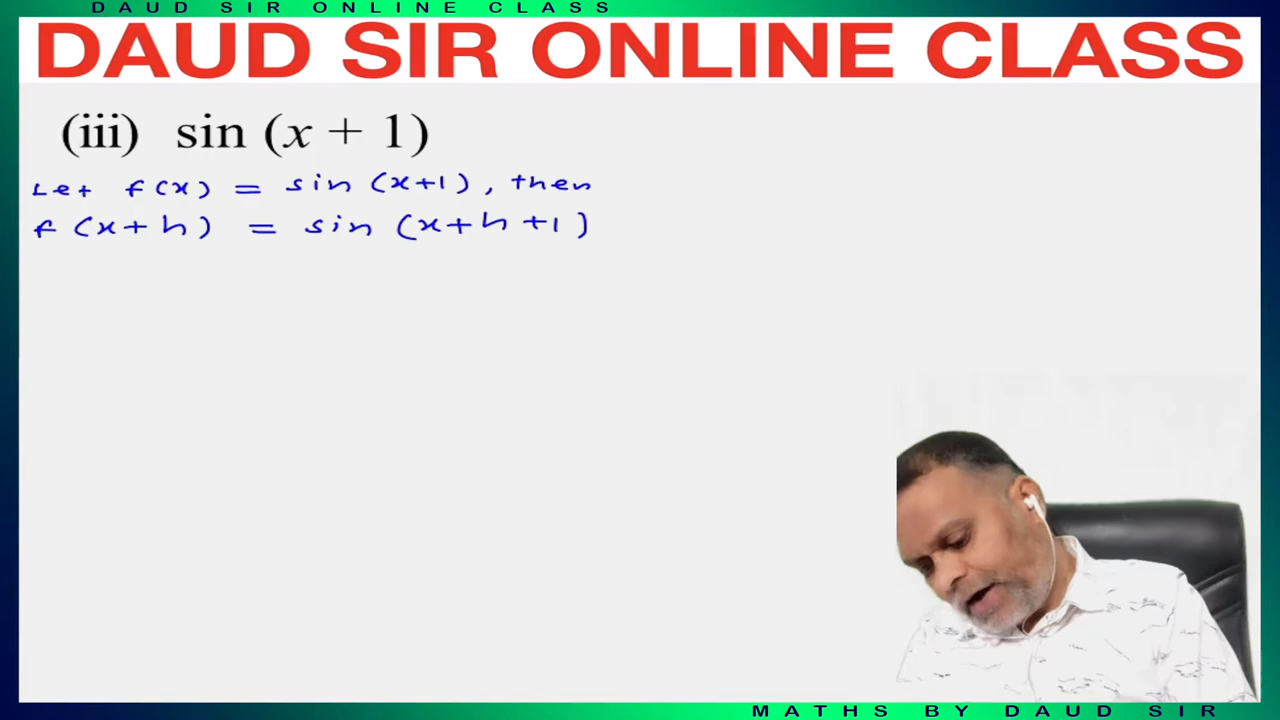 DAUD SIR ONLINE CLASS
DAUD SIR ONLINE CLASS
(iii) sin (x + 1)
Let f(x) = sin (x+1), then
f(x+h) = sin (x+h+1)
MATHS BY DAUD SIR